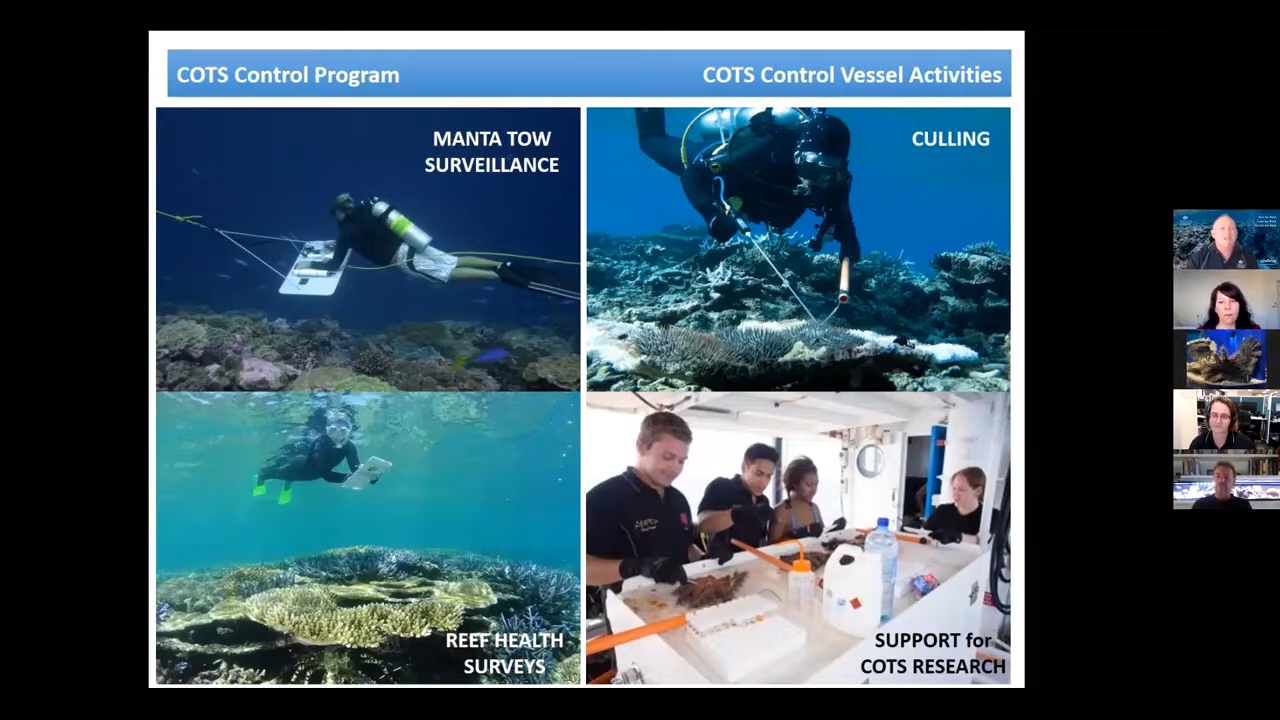 COTS Control Program
COTS Control Vessel Activities
MANTA TOW
SURVEILLANCE
CULLING
REEF HEALTH
SURVEYS
SUPPORT for
COTS RESEARCH